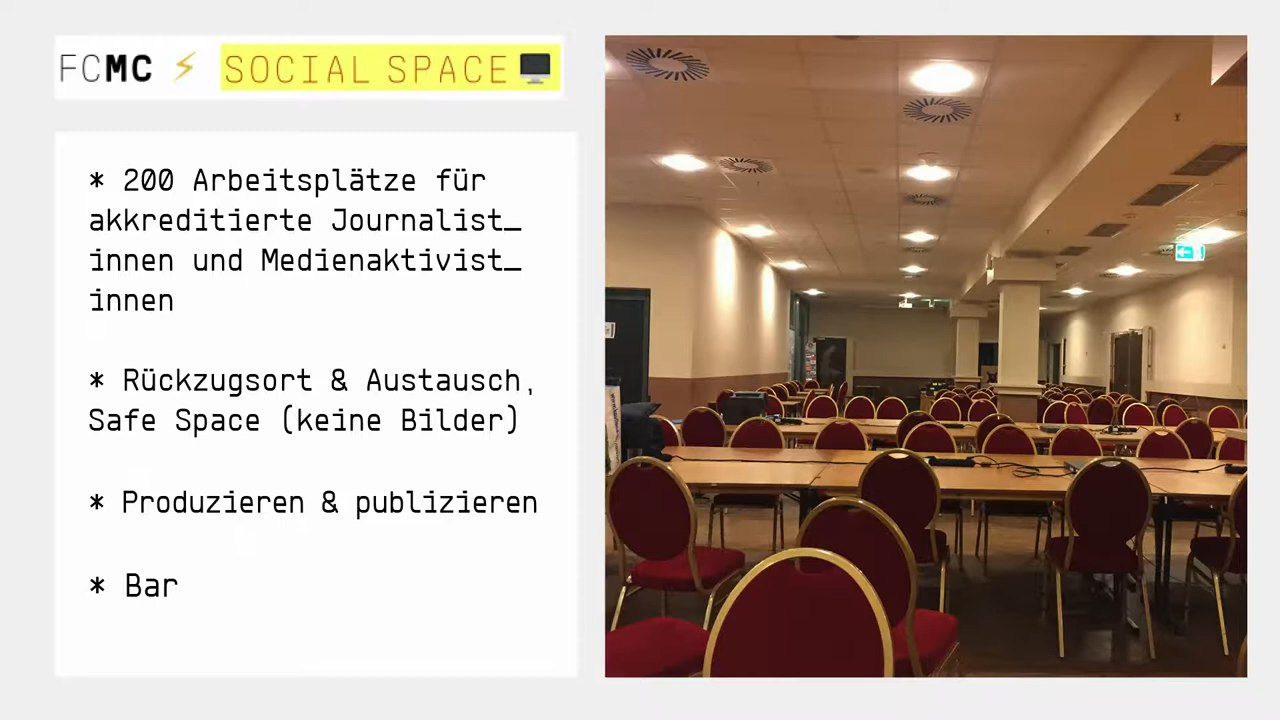 FCMC ⚡ SOCIAL SPACE 🖥
* 200 Arbeitsplätze für
akkreditierte Journalist_
innen und Medienaktivist_
innen
* Rückzugsort & Austausch,
Safe Space (keine Bilder)
* Produzieren & publizieren
* Bar